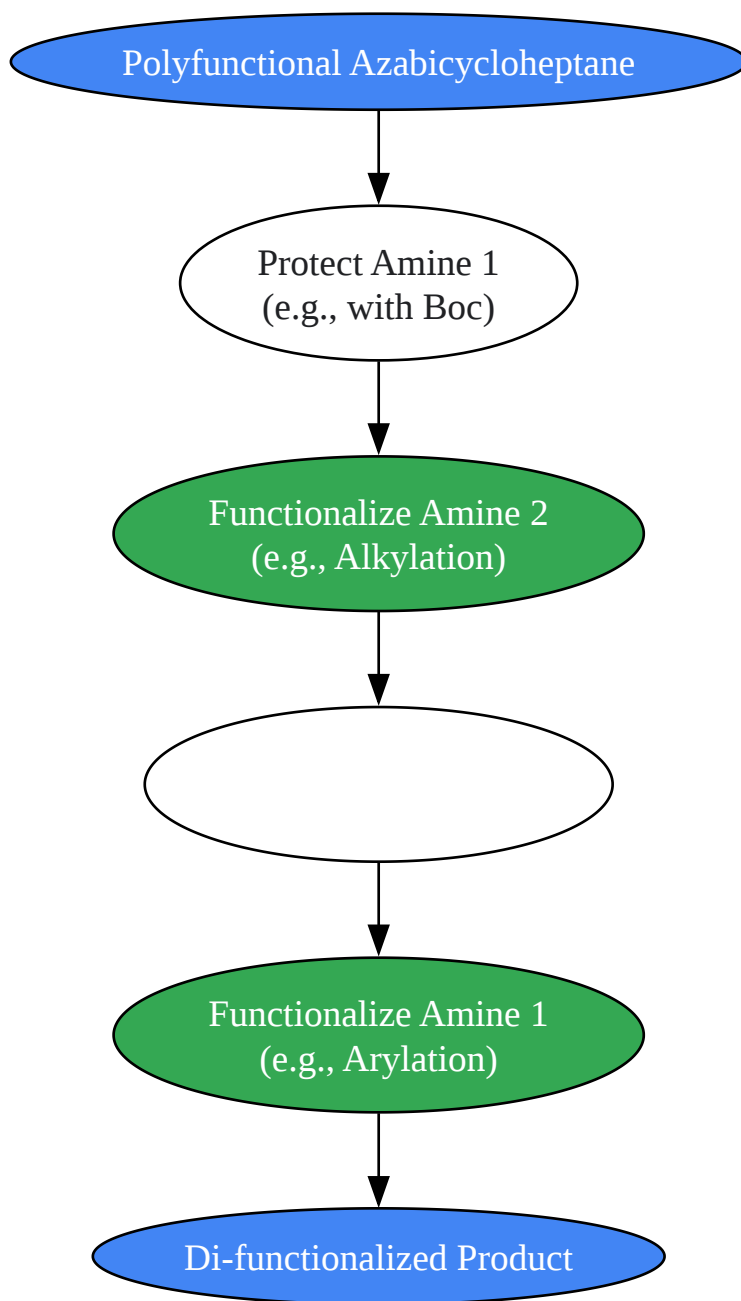 Polyfunctional Azabicycloheptane
Protect Amine 1
(e.g., with Boc)
Functionalize Amine 2
(e.g., Alkylation)
Functionalize Amine 1
(e.g., Arylation)
Di-functionalized Product